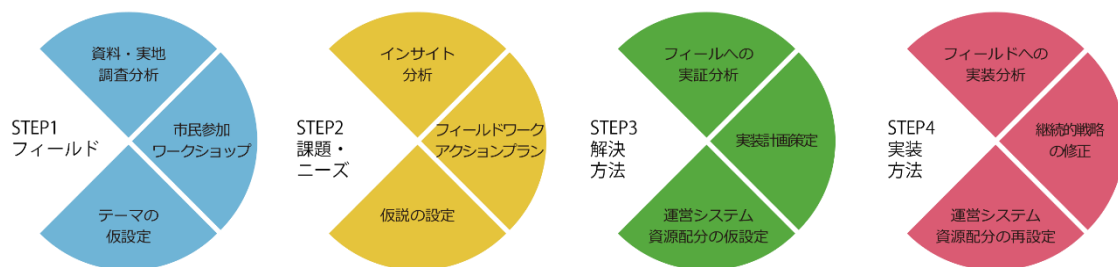 STEP1
フィールド
資料・実地
調査分析
市民参加
ワークショップ
テーマの
仮設定
STEP2
課題・
ニーズ
インサイト
分析
フィールドワーク
アクションプラン
仮説の設定
STEP3
解決
方法
フィールへの
実証分析
実装計画策定
運営システム
資源配分の仮設定
STEP4
実装
方法
フィールドへの
実装分析
継続的戦略
の修正
運営システム
資源配分の再設定